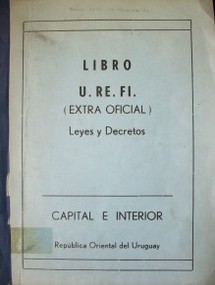 LIBRO
U. RE. FI.
( EXTRA OFICIAL )
Leyes y Decretos
CAPITAL E INTERIOR
República Oriental del Uruguay